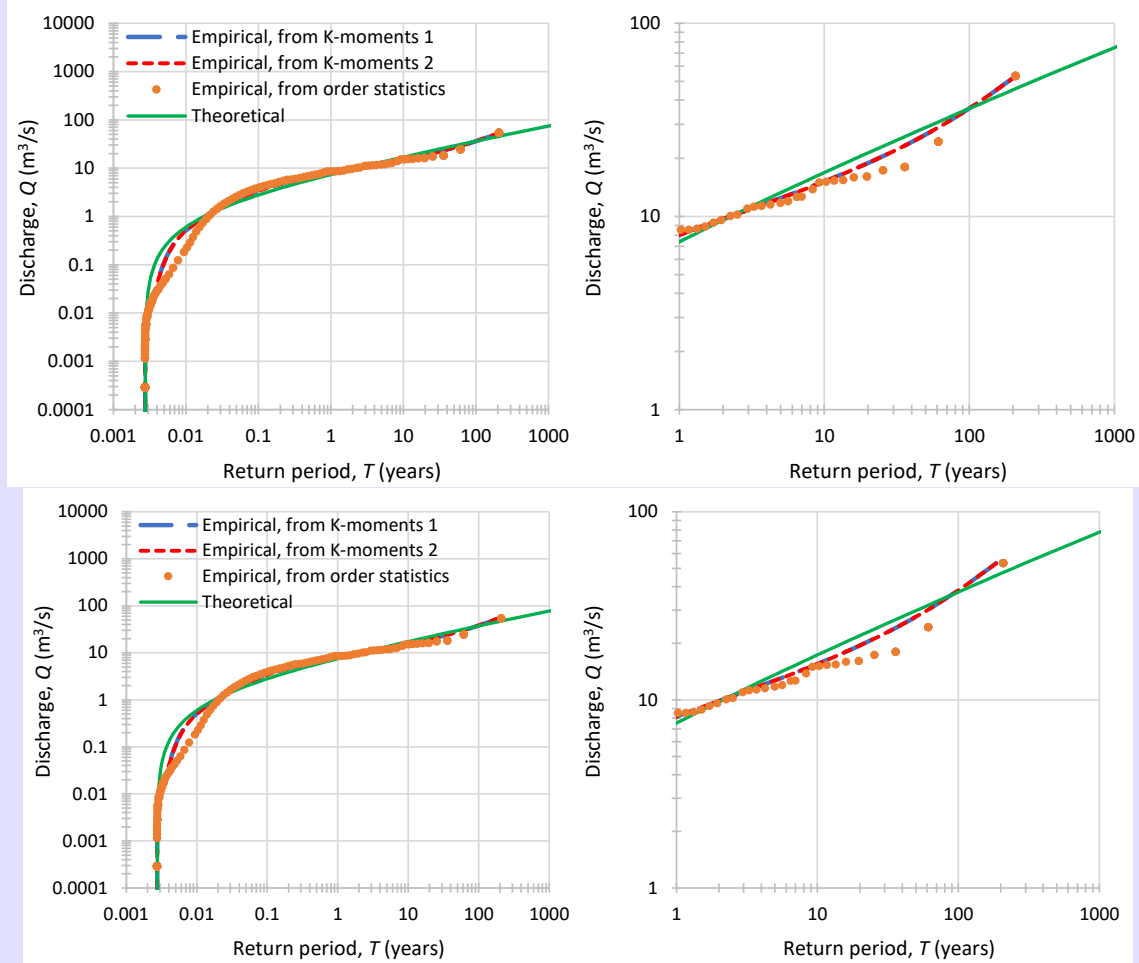 10000
1000
100
10
1
0.1
0.01
0.001
0.0001
Discharge, Q (m³/s)
Empirical, from K-moments 1
Empirical, from K-moments 2
Empirical, from order statistics
Theoretical
0.001 0.01 0.1 1 10 100 1000
Return period, T (years)
100
10
1
Discharge, Q (m³/s)
1 10 100 1000
Return period, T (years)
10000
1000
100
10
1
0.1
0.01
0.001
0.0001
Discharge, Q (m³/s)
Empirical, from K-moments 1
Empirical, from K-moments 2
Empirical, from order statistics
Theoretical
0.001 0.01 0.1 1 10 100 1000
Return period, T (years)
100
10
1
Discharge, Q (m³/s)
1 10 100 1000
Return period, T (years)